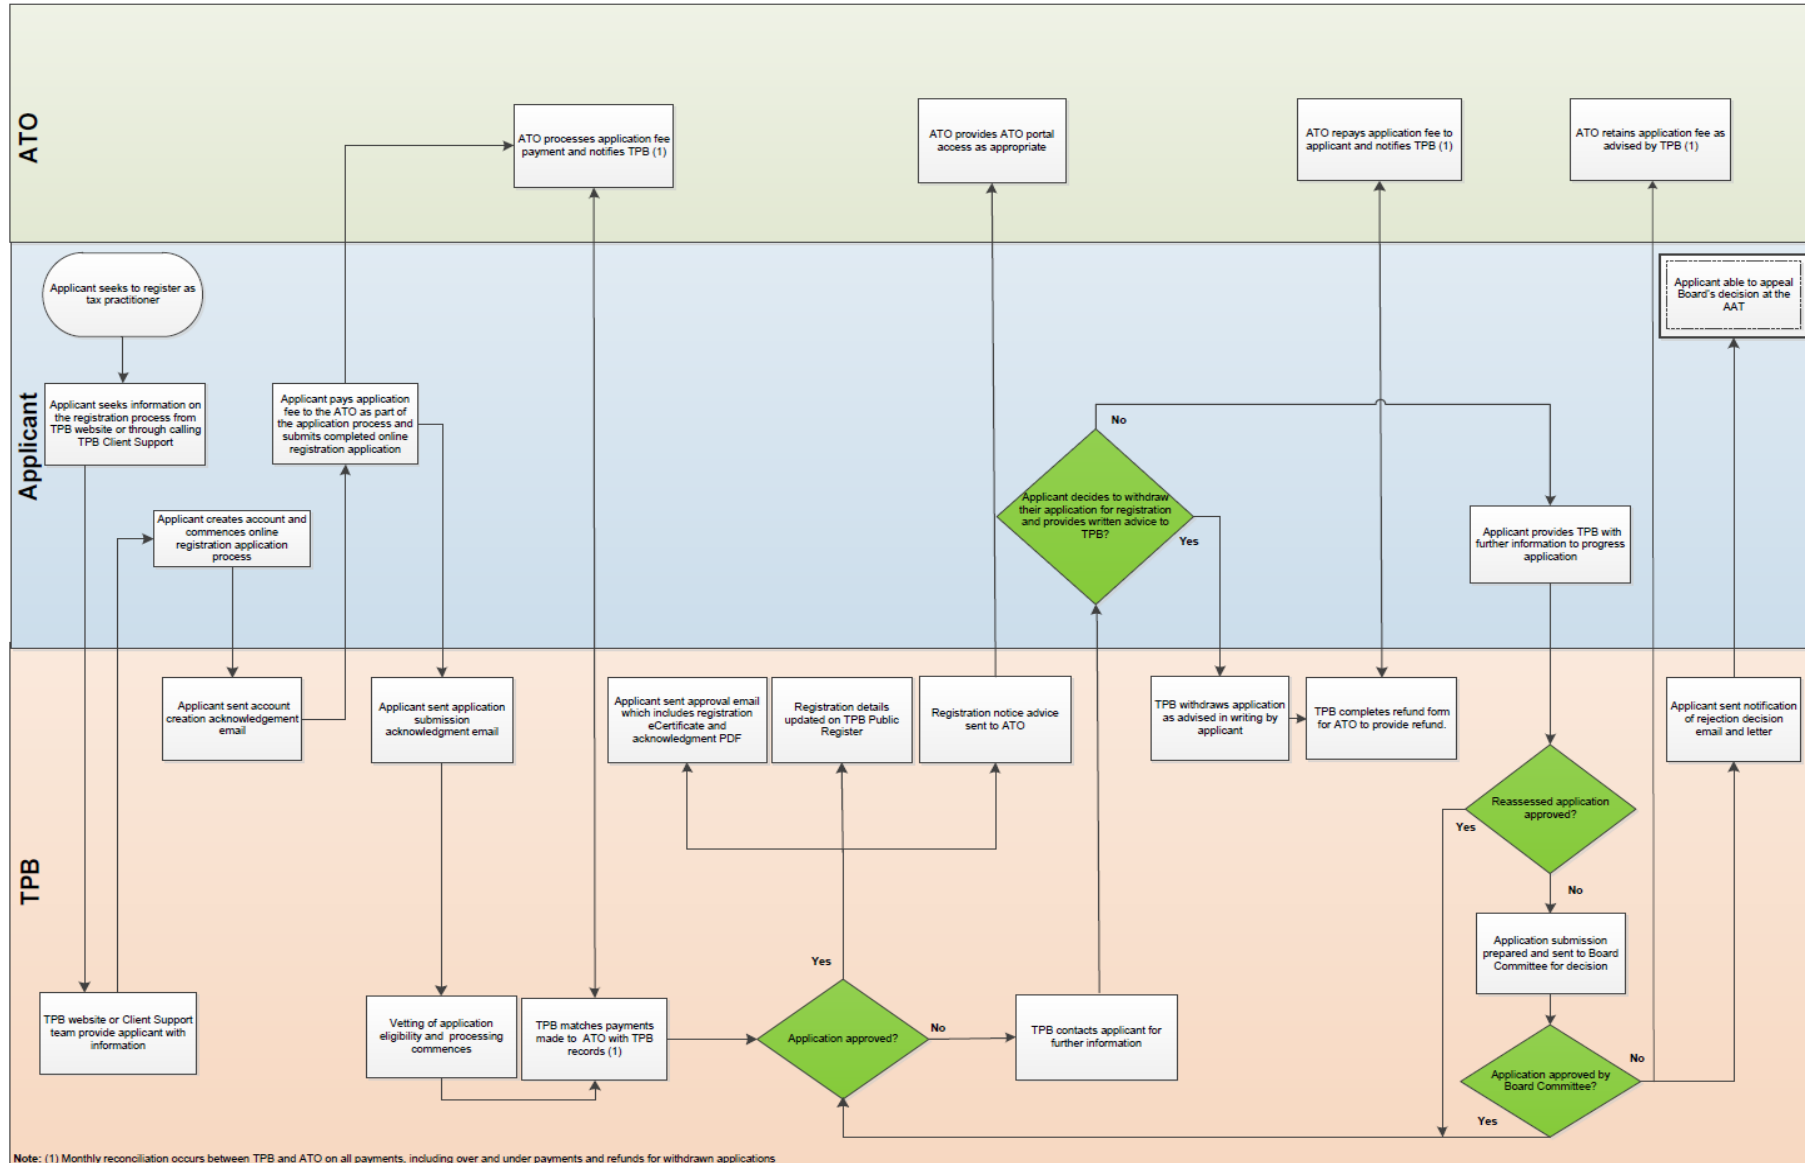 ATO
ATO processes application fee
payment and notifies TPB (1)
ATO provides ATO portal
access as appropriate
ATO repays application fee to
applicant and notifies TPB (1)
ATO retains application fee as
advised by TPB (1)
Applicant
Applicant seeks to register as
tax practitioner
Applicant able to appeal
Board's decision at the
AAT
Applicant seeks information on
the registration process from
TPB website or through calling
TPB Client Support
Applicant pays application
fee to the ATO as part of
the application process and
submits completed online
registration application
No
Applicant creates account and
commences online
registration application
process
Applicant decides to withdraw
their application for registration
and provides written advice to
TPB?
Yes
Applicant provides TPB with
further information to progress
application
TPB
Applicant sent account
creation acknowledgement
email
Applicant sent application
submission
acknowledgment email
Applicant sent approval email
which includes registration
eCertificate and
acknowledgment PDF
Registration details
updated on TPB Public
Register
Registration notice advice
sent to ATO
TPB withdraws application
as advised in writing by
applicant
TPB completes refund form
for ATO to provide refund.
Applicant sent notification
of rejection decision
email and letter
Reassessed application
approved?
Yes
No
Application submission
prepared and sent to Board
Committee for decision
Yes
TPB website or Client Support
team provide applicant with
information
Vetting of application
eligibility and processing
commences
TPB matches payments
made to ATO with TPB
records (1)
Application approved?
No
TPB contacts applicant for
further information
Application approved by
Board Committee?
No
Yes
Note: (1) Monthly reconciliation occurs between TPB and ATO on all payments, including over and under payments and refunds for withdrawn applications